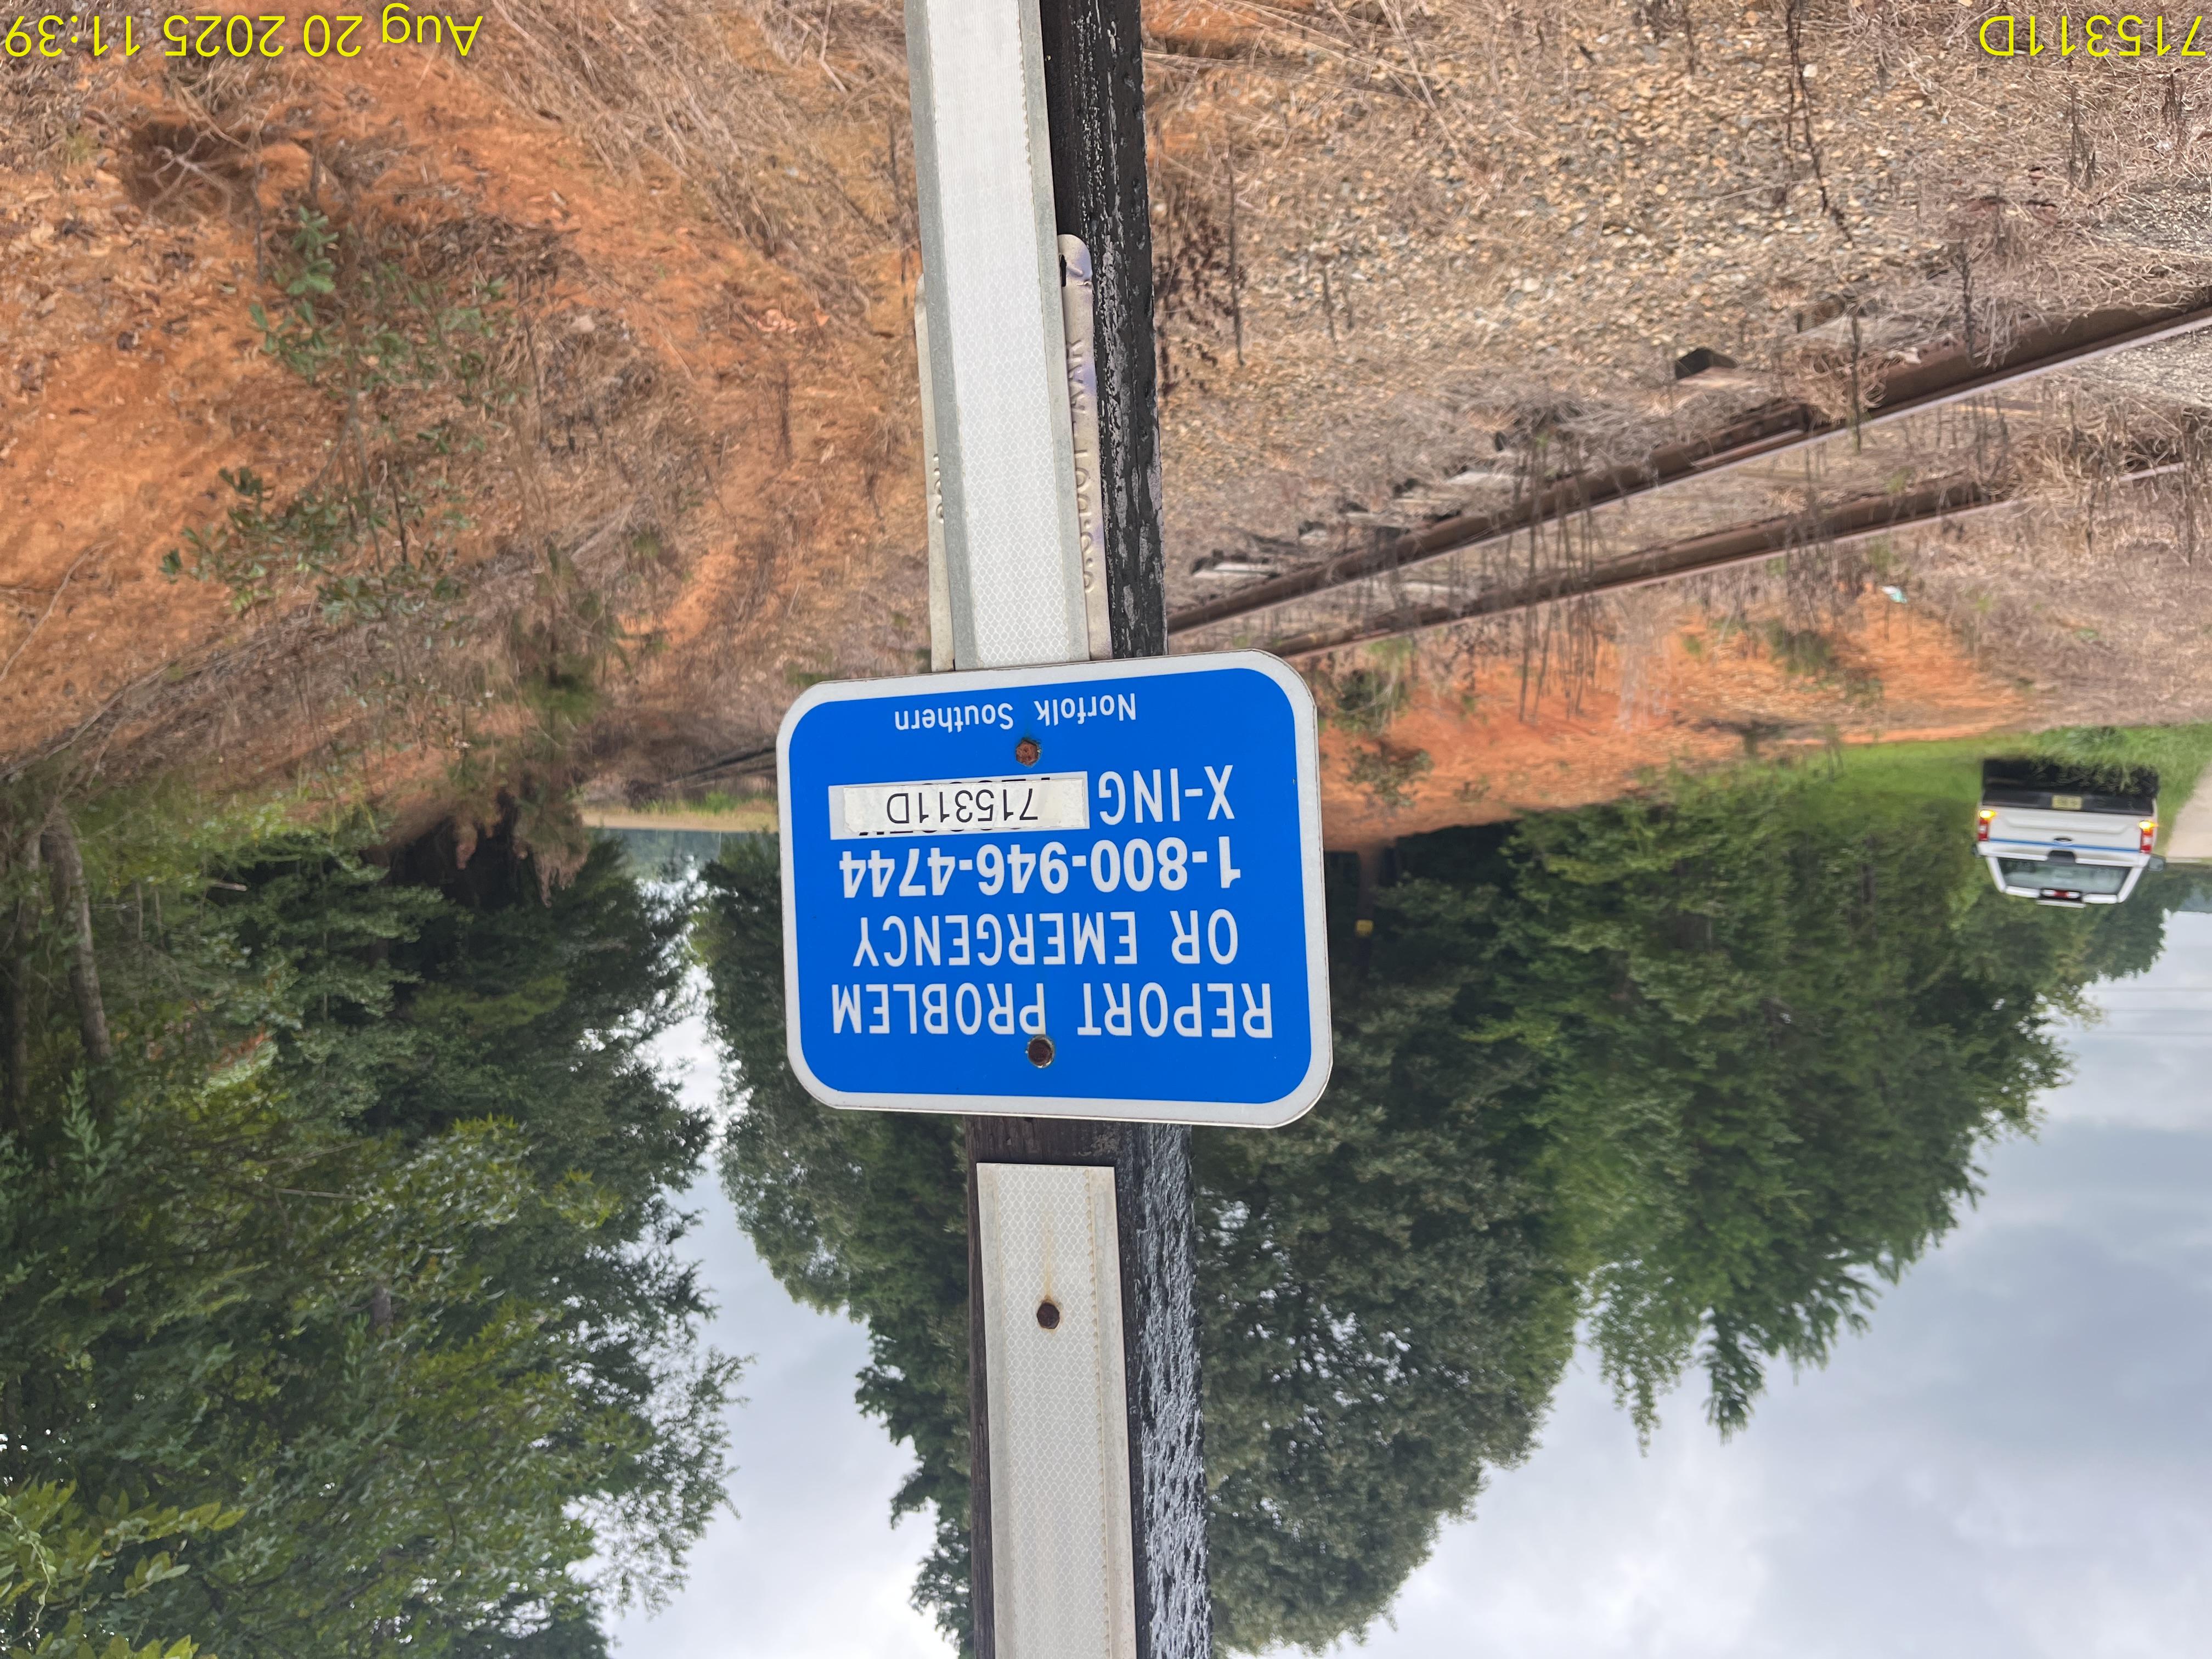 REPORT PROBLEM
OR EMERGENCY
1-800-946-4744
X-ING 715311D
Norfolk Southern
715311D
Aug 20 2025 11:39